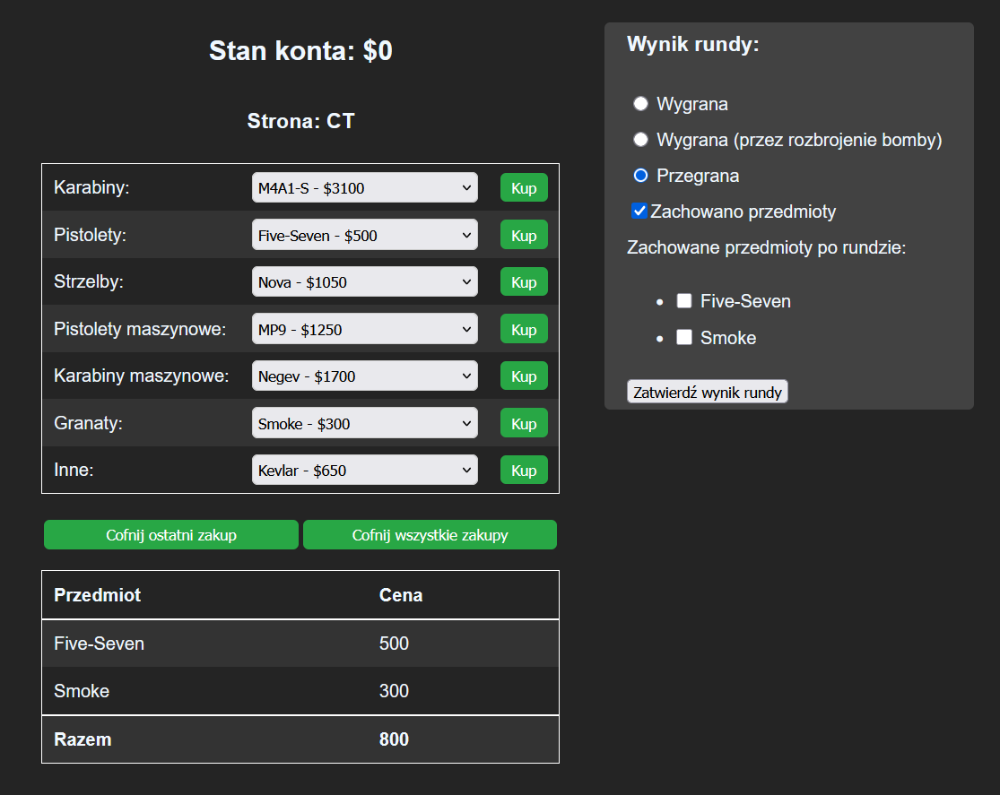 Stan konta: $0
Strona: CT
Karabiny: M4A1-S - $3100 Kup
Pistolety: Five-Seven - $500 Kup
Strzelby: Nova - $1050 Kup
Pistolety maszynowe: MP9 - $1250 Kup
Karabiny maszynowe: Negev - $1700 Kup
Granaty: Smoke - $300 Kup
Inne: Kevlar - $650 Kup
Cofnij ostatni zakup Cofnij wszystkie zakupy
Przedmiot Cena
Five-Seven 500
Smoke 300
Razem 800
Wynik rundy:
Wygrana
Wygrana (przez rozbrojenie bomby)
Przegrana
Zachowano przedmioty
Zachowane przedmioty po rundzie:
Five-Seven
Smoke
Zatwierdź wynik rundy